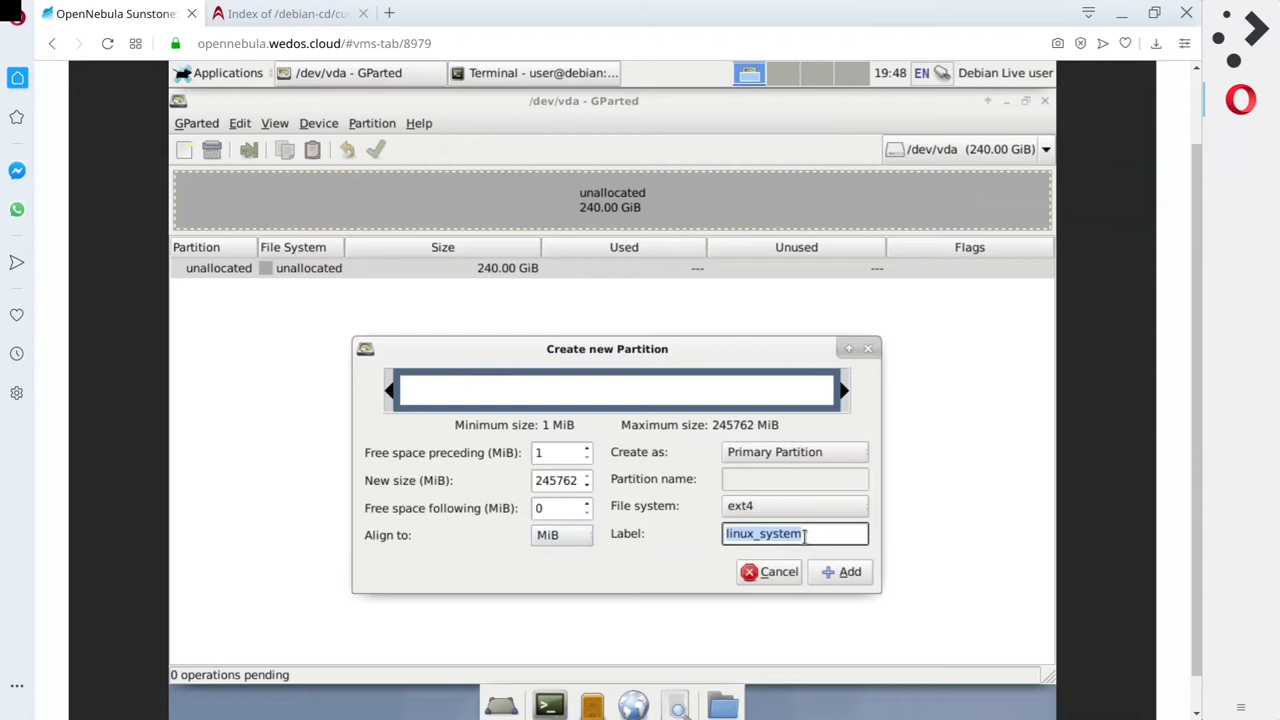 OpenNebula Sunstone:
Index of /debian-cd/cu
opennebula.wedos.cloud/#vms-tab/8979
Applications
/dev/vda - GParted
Terminal - user@debian:...
19:48
EN
Debian Live user
/dev/vda - GParted
GParted Edit View Device Partition Help
/dev/vda (240.00 GiB)
unallocated
240.00 GiB
Partition File System Size Used Unused Flags
unallocated unallocated 240.00 GiB --- ---
Create new Partition
Minimum size: 1 MiB Maximum size: 245762 MiB
Free space preceding (MiB): 1 Create as: Primary Partition
New size (MiB): 245762 Partition name:
Free space following (MiB): 0 File system: ext4
Align to: MiB Label: linux_system
Cancel Add
0 operations pending